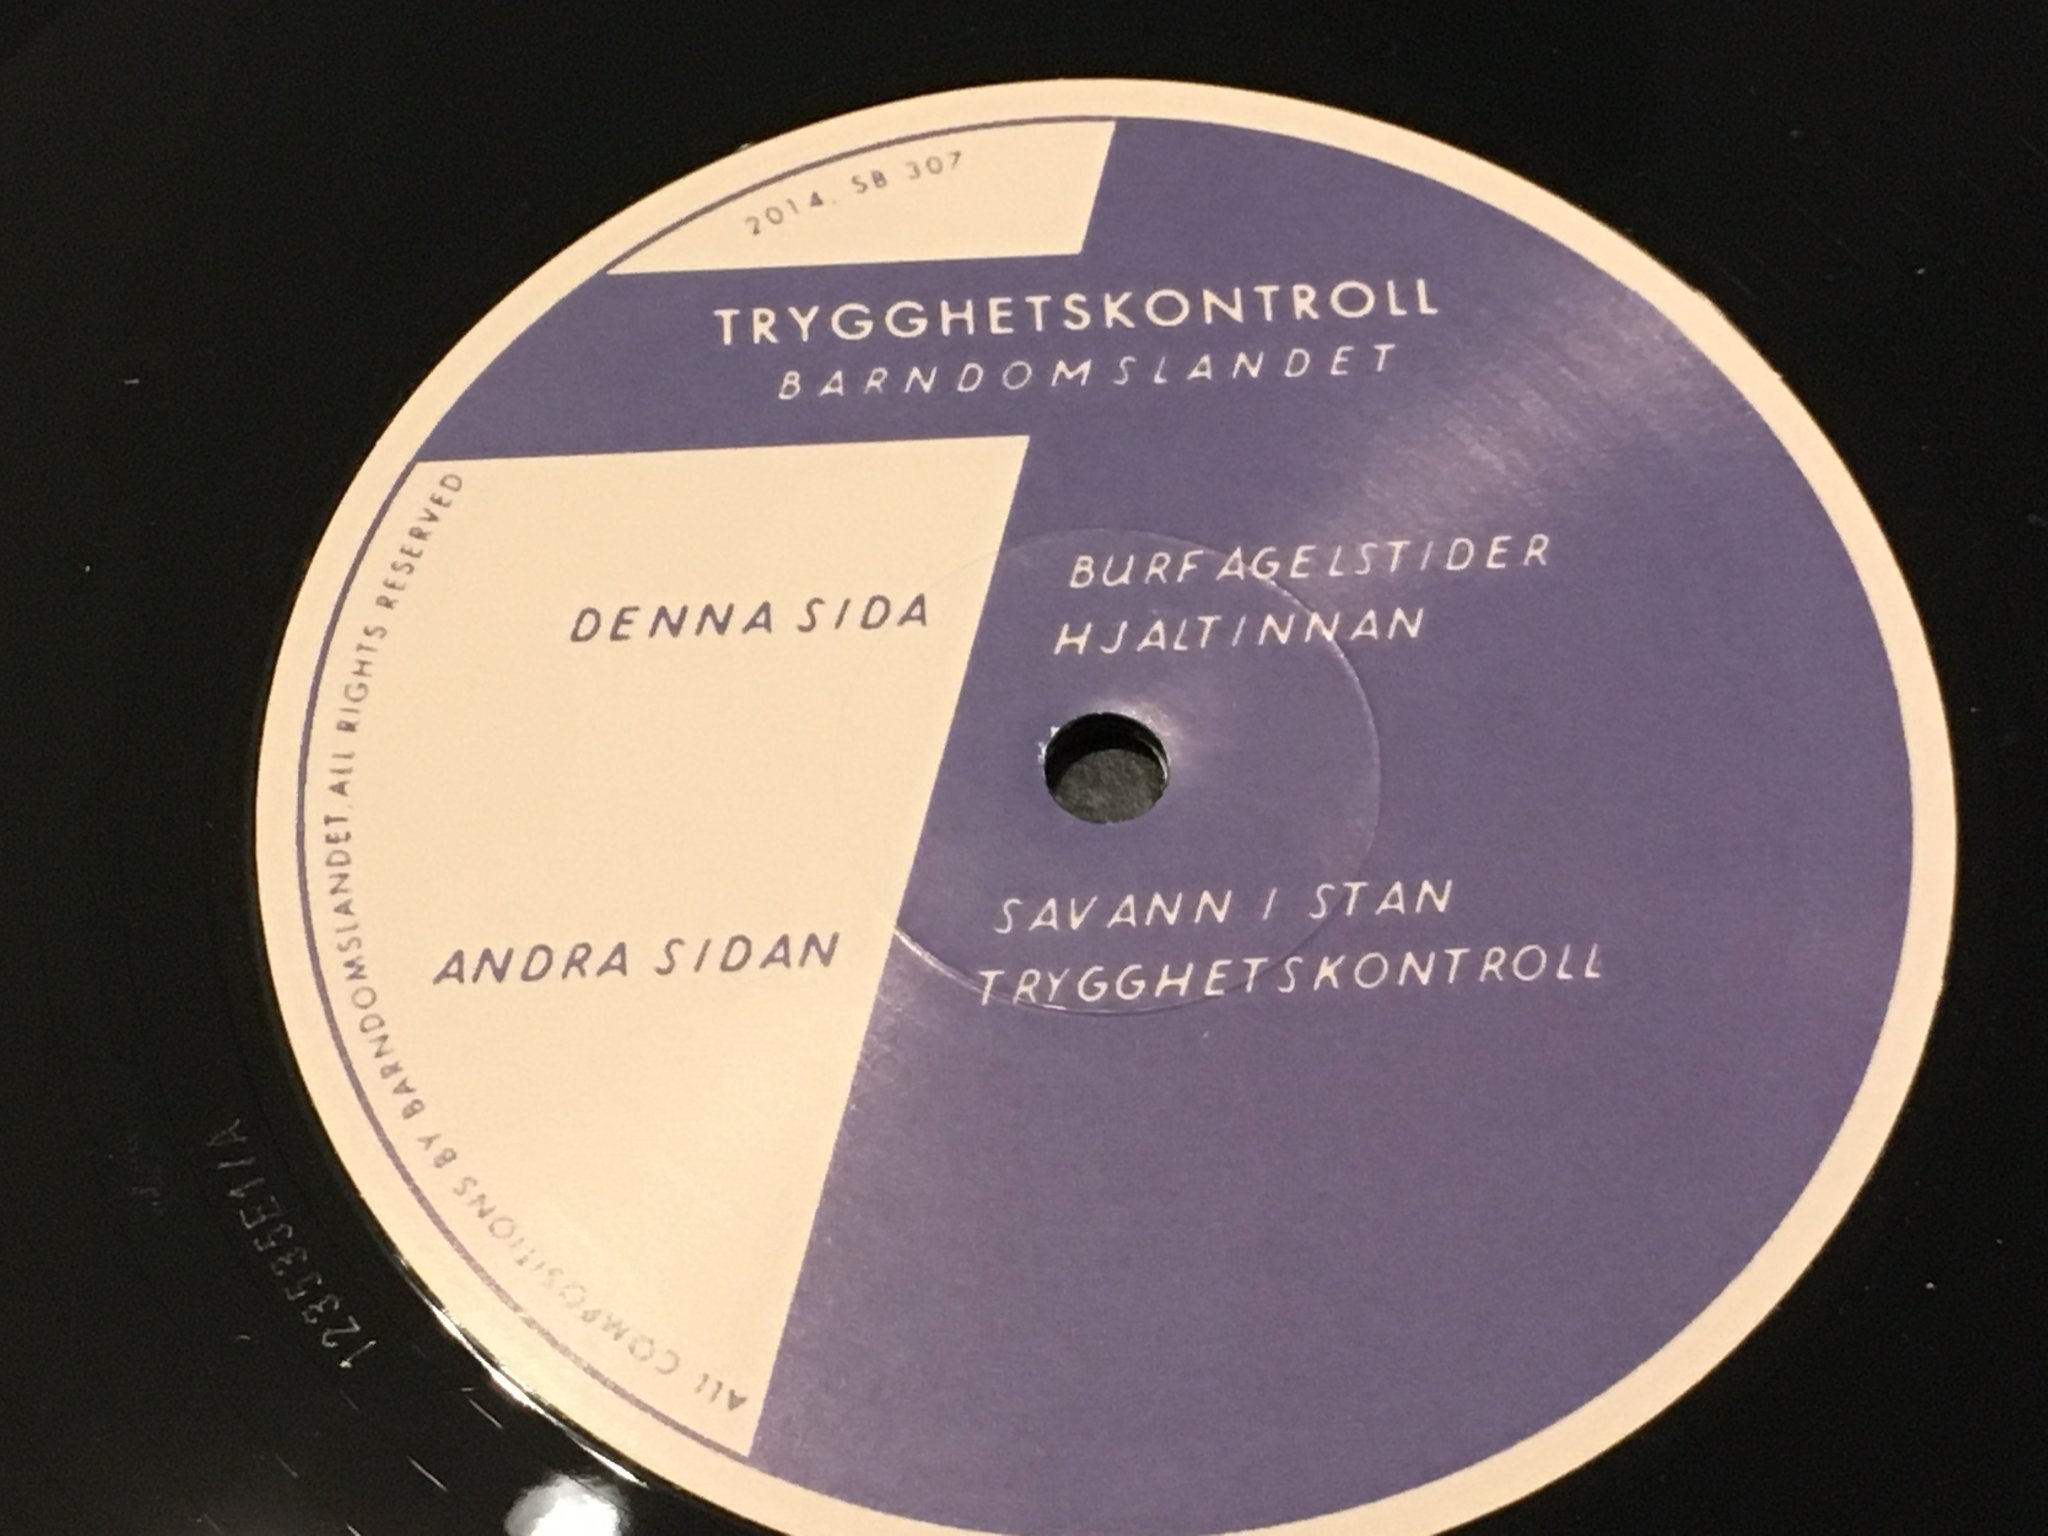 2014. SB 307
TRYGGHETSKONTROLL
BARNDOMSLANDET
DENNA SIDA
BURFAGELSTIDER
HJALTINNAN
ANDRA SIDAN
SAVANN I STAN
TRYGGHETSKONTROLL
ALL COMPOSITIONS BY BARNDOMSLANDET. ALL RIGHTS RESERVED
123535E1/A